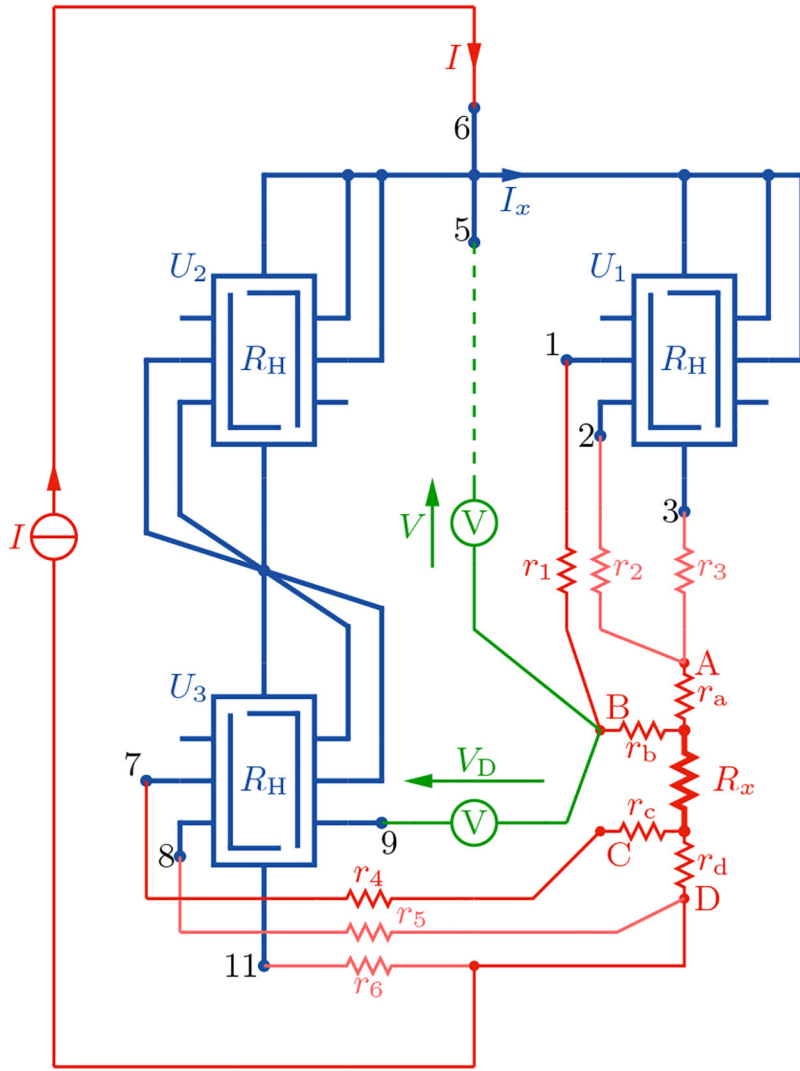 I
6
I_x
5
U_2
U_1
R_H
R_H
1
2
3
V
V
I
r_1
r_2
r_3
A
r_a
U_3
B
r_b
7
V_D
R_H
R_x
V
9
r_c
8
C
r_d
r_4
D
r_5
11
r_6